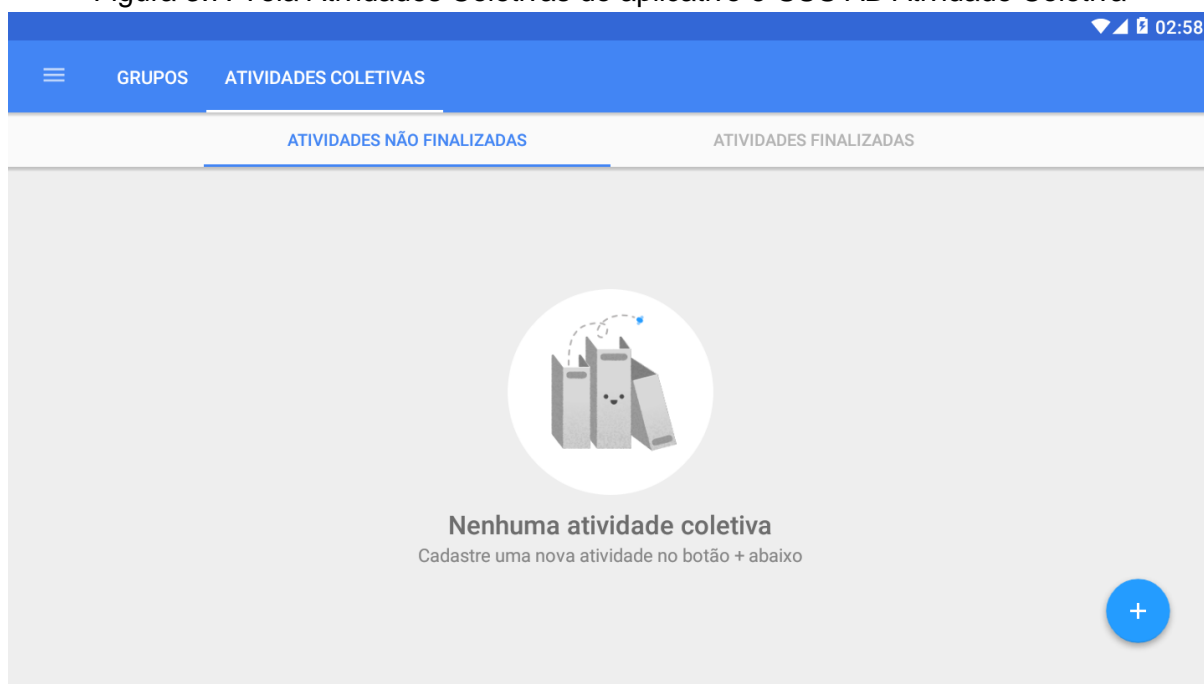 02:58
GRUPOS ATIVIDADES COLETIVAS
ATIVIDADES NÃO FINALIZADAS ATIVIDADES FINALIZADAS
Nenhuma atividade coletiva
Cadastre uma nova atividade no botão + abaixo
+